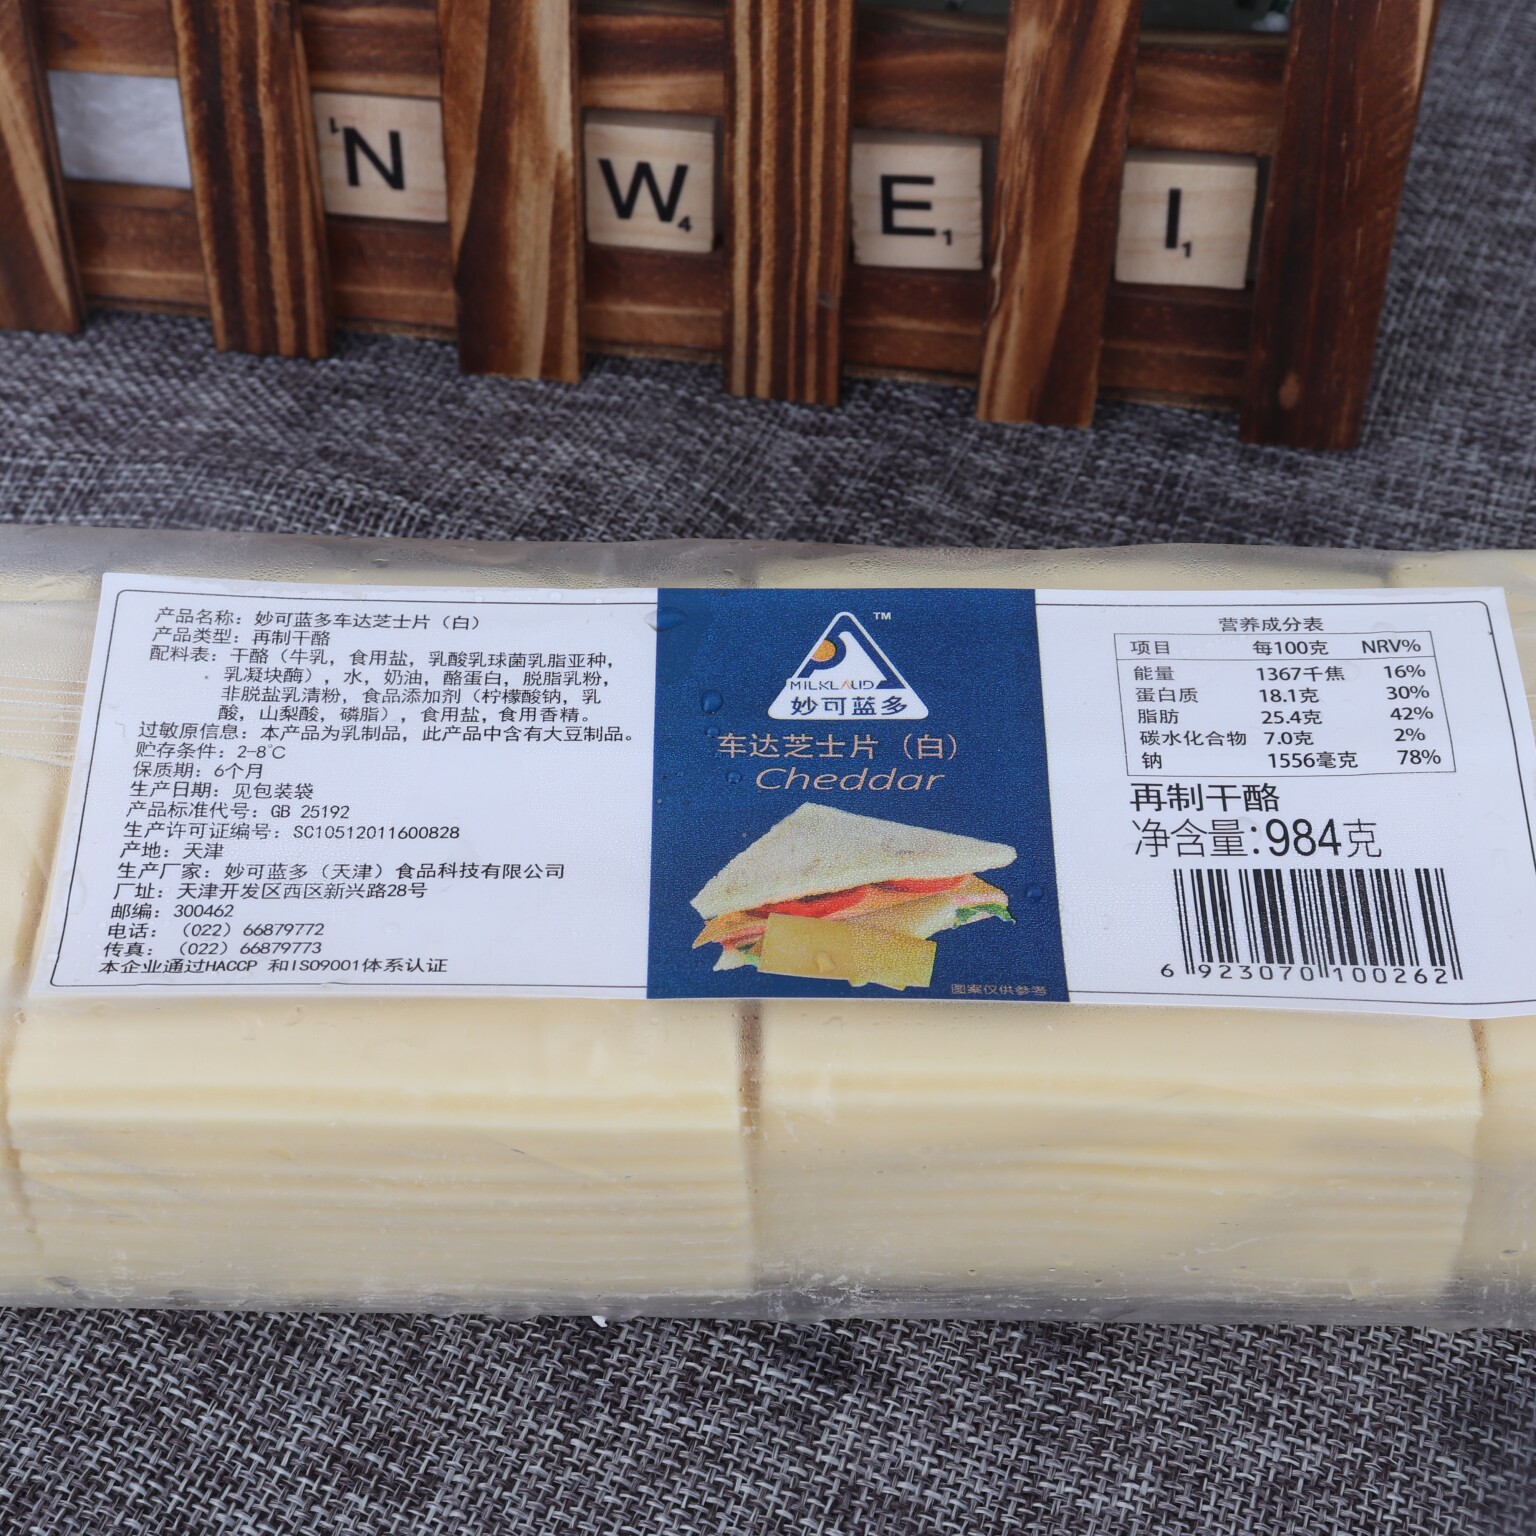 N
W4
E1
I1
产品名称：妙可蓝多车达芝士片（白）
产品类型：再制干酪
配料表：干酪（牛乳，食用盐，乳酸乳球菌乳脂亚种，
乳凝块酶），水，奶油，酪蛋白，脱脂乳粉，
非脱盐乳清粉，食品添加剂（柠檬酸钠，乳
酸，山梨酸，磷脂），食用盐，食用香精。
过敏原信息：本产品为乳制品，此产品中含有大豆制品。
贮存条件：2-8℃
保质期：6个月
生产日期：见包装袋
产品标准代号：GB 25192
生产许可证编号：SC10512011600828
产地：天津
生产厂家：妙可蓝多（天津）食品科技有限公司
厂址：天津开发区西区新兴路28号
邮编：300462
电话：（022）66879772
传真：（022）66879773
本企业通过HACCP 和ISO9001体系认证
TM
MILKLAUD
妙可蓝多
车达芝士片（白）
Cheddar
图案仅供参考
营养成分表
项目 每100克 NRV%
能量 1367千焦 16%
蛋白质 18.1克 30%
脂肪 25.4克 42%
碳水化合物 7.0克 2%
钠 1556毫克 78%
再制干酪
净含量:984克
6 923070 100262